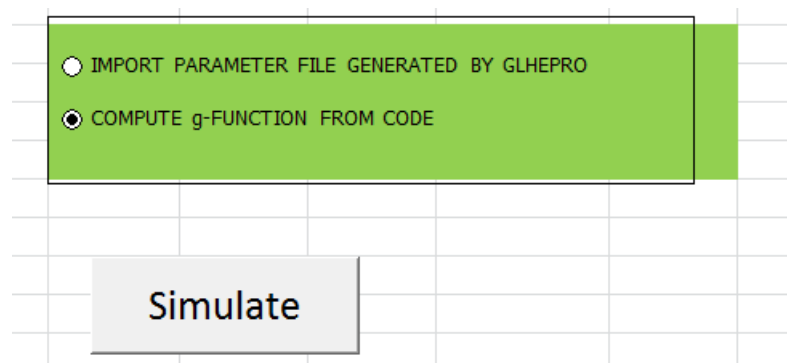 IMPORT PARAMETER FILE GENERATED BY GLHEPRO
COMPUTE g-FUNCTION FROM CODE
Simulate